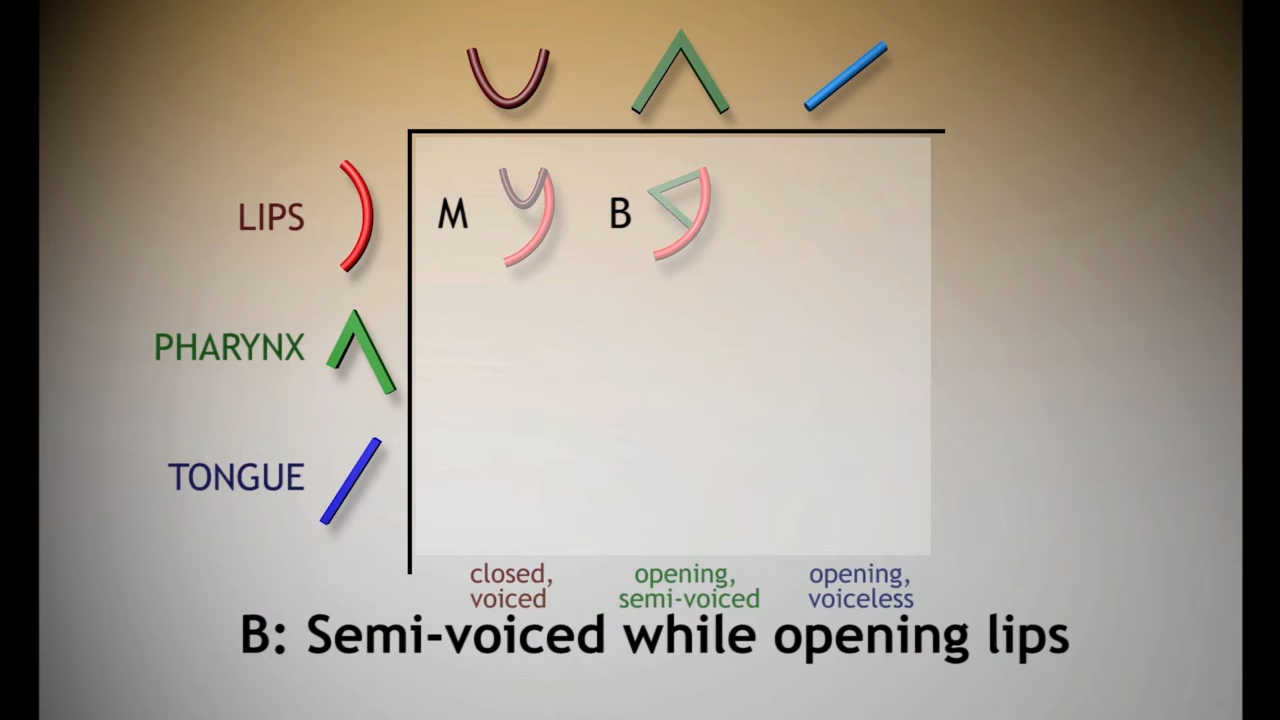 LIPS
M
B
PHARYNX
TONGUE
closed,
voiced
opening,
semi-voiced
opening,
voiceless
B: Semi-voiced while opening lips